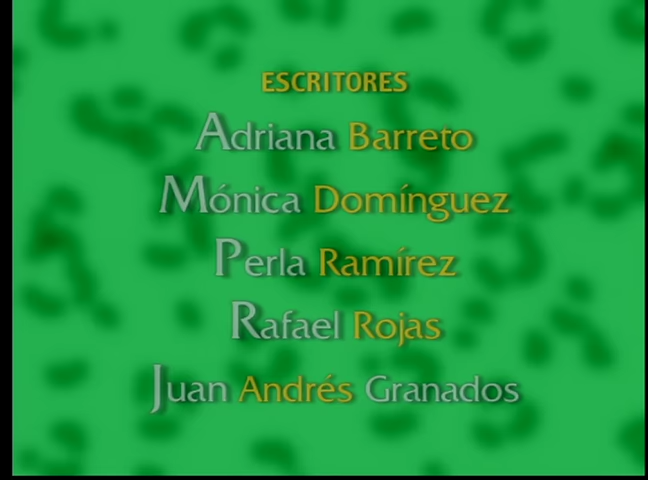 ESCRITORES
Adriana Barreto
Mónica Domínguez
Perla Ramírez
Rafael Rojas
Juan Andrés Granados